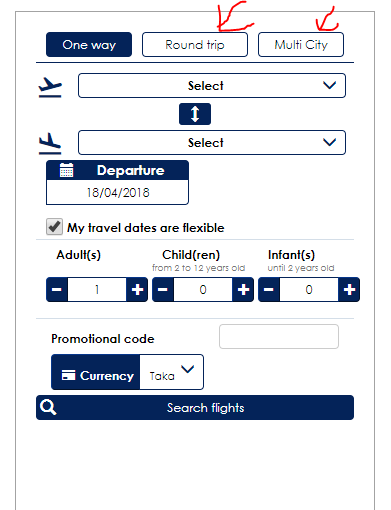 One way Round trip Multi City
Select
Select
Departure
18/04/2018
My travel dates are flexible
Adult(s) Child(ren) Infant(s)
from 2 to 12 years old until 2 years old
- 1 + - 0 + - 0 +
Promotional code
Currency Taka
Search flights